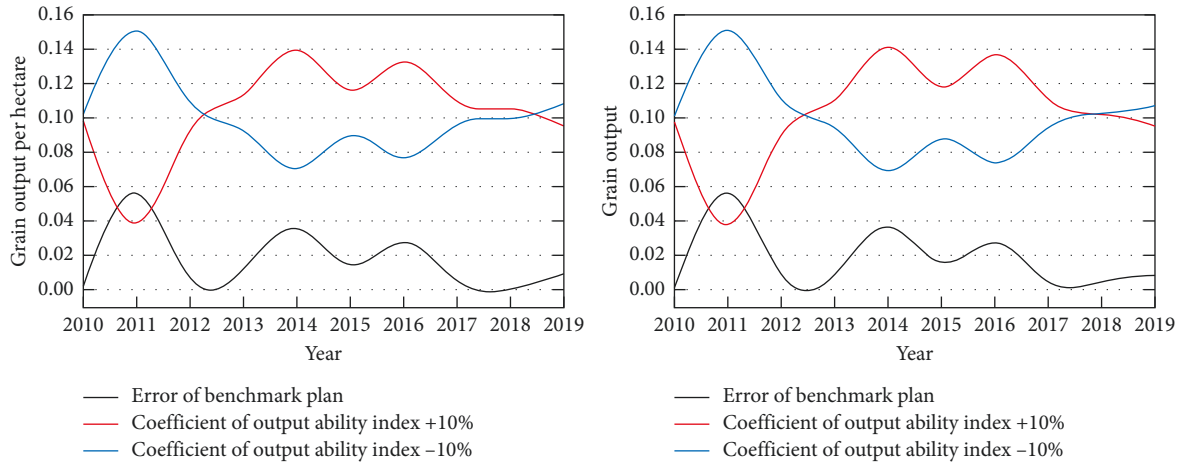 Grain output per hectare
0.16
0.14
0.12
0.10
0.08
0.06
0.04
0.02
0.00
2010 2011 2012 2013 2014 2015 2016 2017 2018 2019
Year
Error of benchmark plan
Coefficient of output ability index +10%
Coefficient of output ability index –10%
Grain output
0.16
0.14
0.12
0.10
0.08
0.06
0.04
0.02
0.00
2010 2011 2012 2013 2014 2015 2016 2017 2018 2019
Year
Error of benchmark plan
Coefficient of output ability index +10%
Coefficient of output ability index –10%